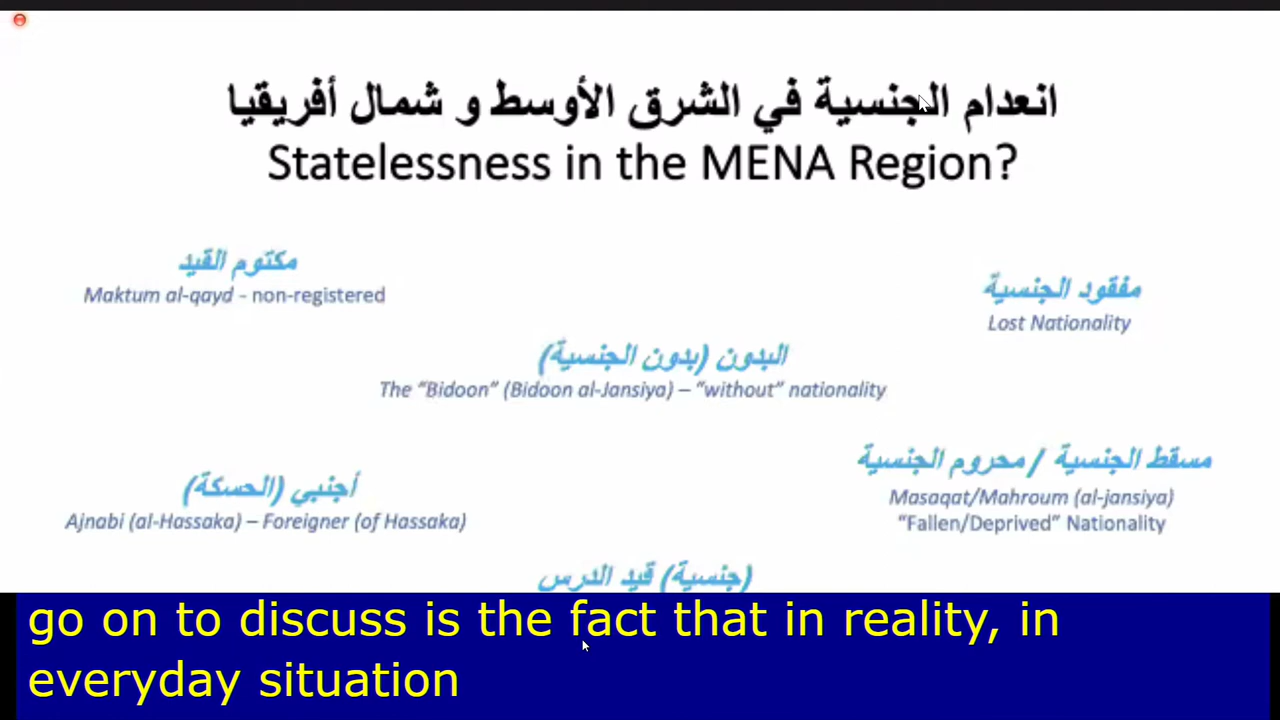 انعدام الجنسية في الشرق الأوسط و شمال أفريقيا
Statelessness in the MENA Region?
مكتوم القيد
Maktum al-qayd - non-registered
مفقود الجنسية
Lost Nationality
البدون (بدون الجنسية)
The “Bidoon” (Bidoon al-Jansiya) – “without” nationality
مسقط الجنسية / محروم الجنسية
Masaqat/Mahroum (al-jansiya)
“Fallen/Deprived” Nationality
أجنبي (الحسكة)
Ajnabi (al-Hassaka) – Foreigner (of Hassaka)
(جنسية) قيد الدرس
go on to discuss is the fact that in reality, in
everyday situation